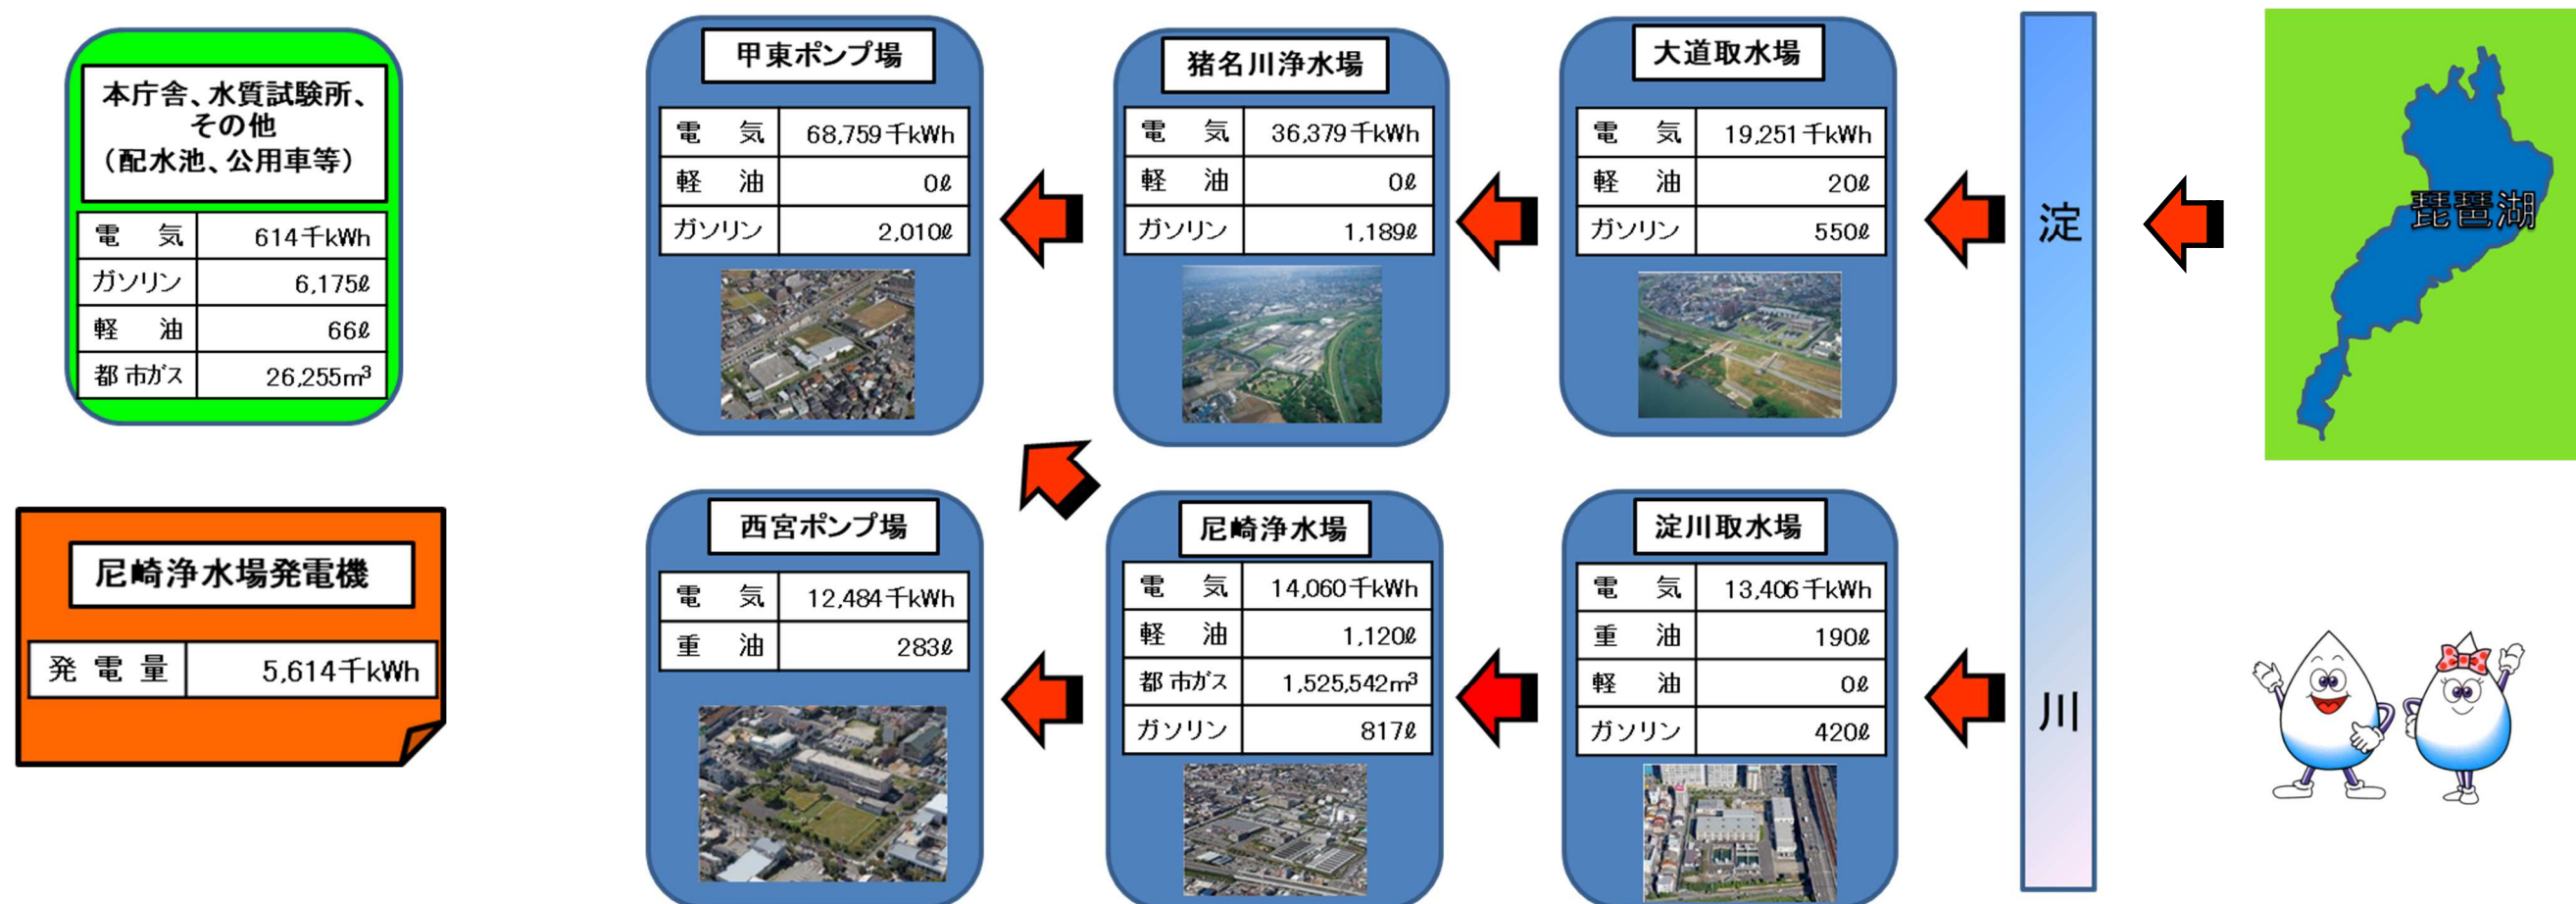 本庁舎、水質試験所、
その他
（配水池、公用車等）
電 気 614千kWh
ガソリン 6,175ℓ
軽 油 66ℓ
都市ガス 26,255m³
尼崎浄水場発電機
発電量 5,614千kWh
甲東ポンプ場
電 気 68,759千kWh
軽 油 0ℓ
ガソリン 2,010ℓ
猪名川浄水場
電 気 36,379千kWh
軽 油 0ℓ
ガソリン 1,189ℓ
大道取水場
電 気 19,251千kWh
軽 油 20ℓ
ガソリン 550ℓ
西宮ポンプ場
電 気 12,484千kWh
重 油 283ℓ
尼崎浄水場
電 気 14,060千kWh
軽 油 1,120ℓ
都市ガス 1,525,542m³
ガソリン 817ℓ
淀川取水場
電 気 13,406千kWh
重 油 190ℓ
軽 油 0ℓ
ガソリン 420ℓ
淀川
琵琶湖